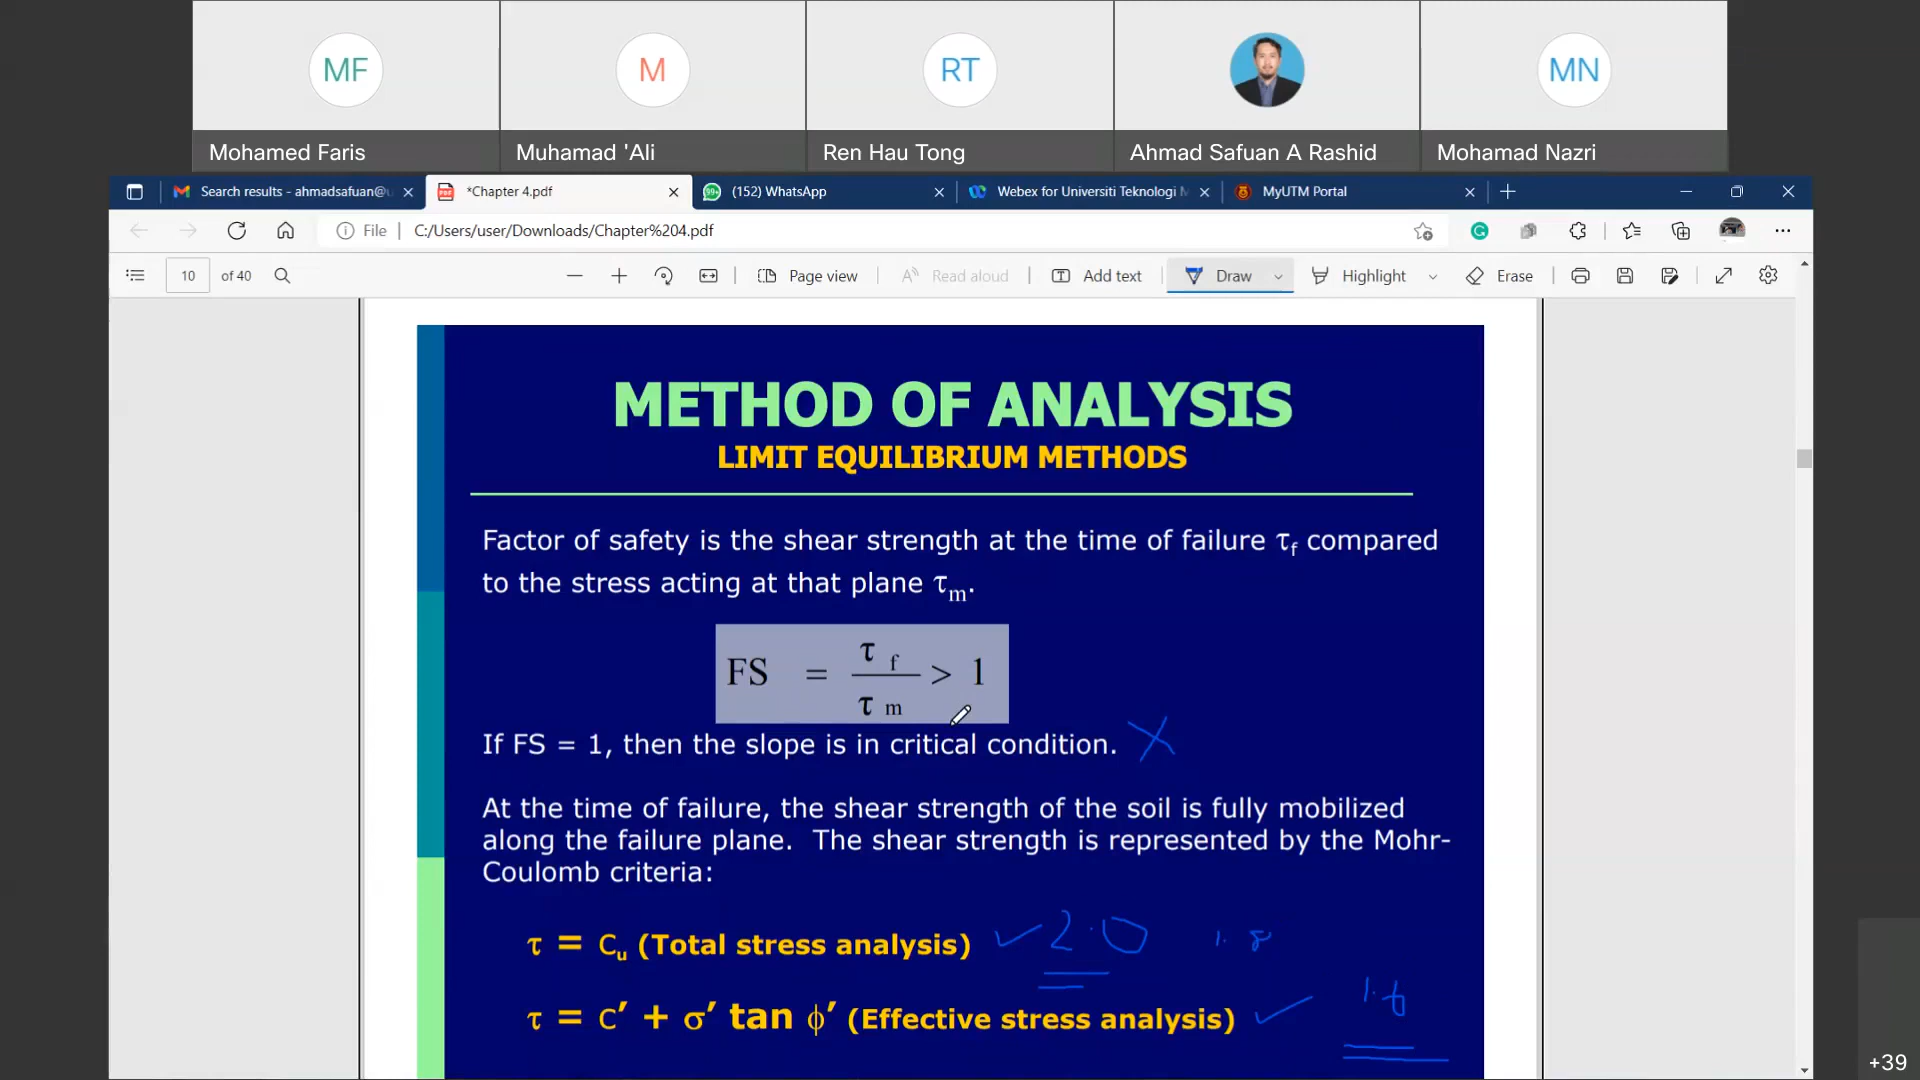 MF
M
RT
MN
Mohamed Faris
Muhamad 'Ali
Ren Hau Tong
Ahmad Safuan A Rashid
Mohamad Nazri
Search results - ahmadsafuan@
*Chapter 4.pdf
99+
(152) WhatsApp
Webex for Universiti Teknologi M
MyUTM Portal
File
C:/Users/user/Downloads/Chapter%204.pdf
10 of 40
Page view
Read aloud
Add text
Draw
Highlight
Erase
METHOD OF ANALYSIS
LIMIT EQUILIBRIUM METHODS
Factor of safety is the shear strength at the time of failure τf compared
to the stress acting at that plane τm.
FS = τ f / τ m > 1
If FS = 1, then the slope is in critical condition. X
At the time of failure, the shear strength of the soil is fully mobilized
along the failure plane. The shear strength is represented by the Mohr-
Coulomb criteria:
τ = Cu (Total stress analysis) ✓ 2.0 1.8
τ = C′ + σ′ tan ϕ′ (Effective stress analysis) ✓ 1.6
+39